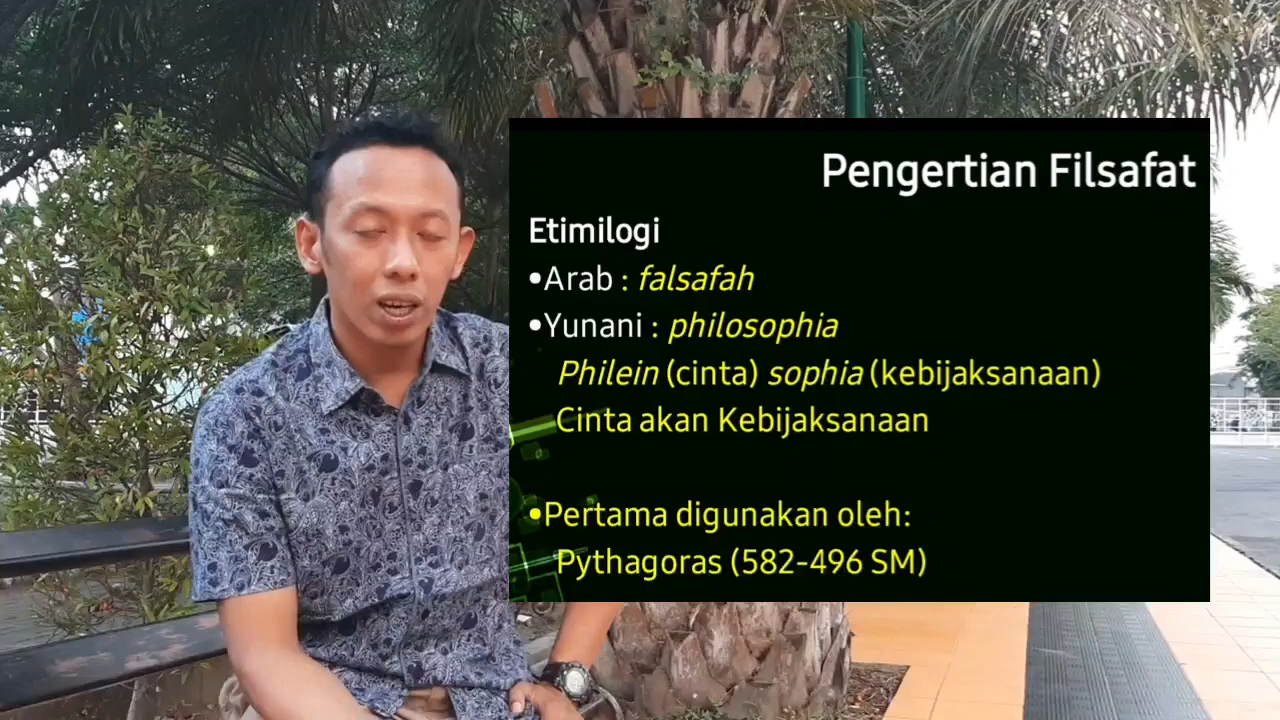 Pengertian Filsafat
Etimilogi
•Arab : falsafah
•Yunani : philosophia
Philein (cinta) sophia (kebijaksanaan)
Cinta akan Kebijaksanaan
•Pertama digunakan oleh:
Pythagoras (582-496 SM)